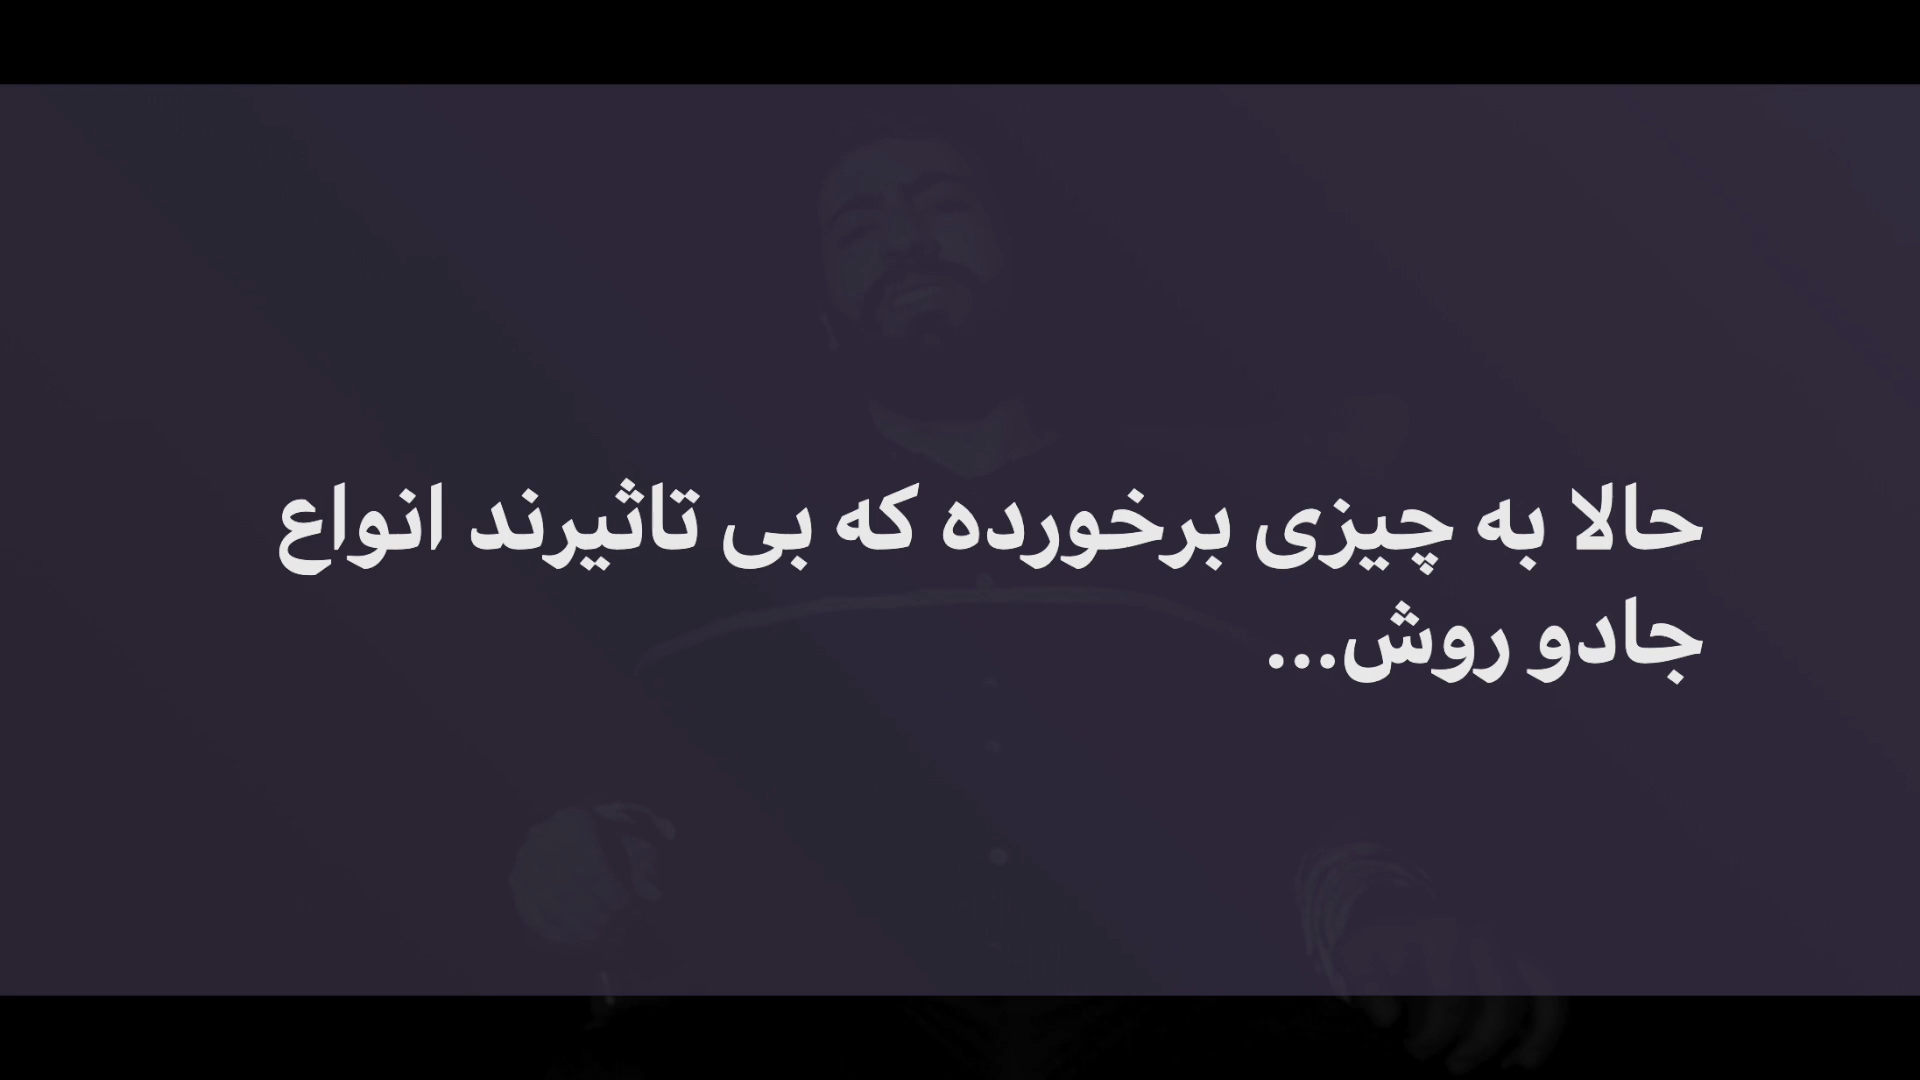 حالا به چیزی برخورده که بی تاثیرند انواع
جادو روش...